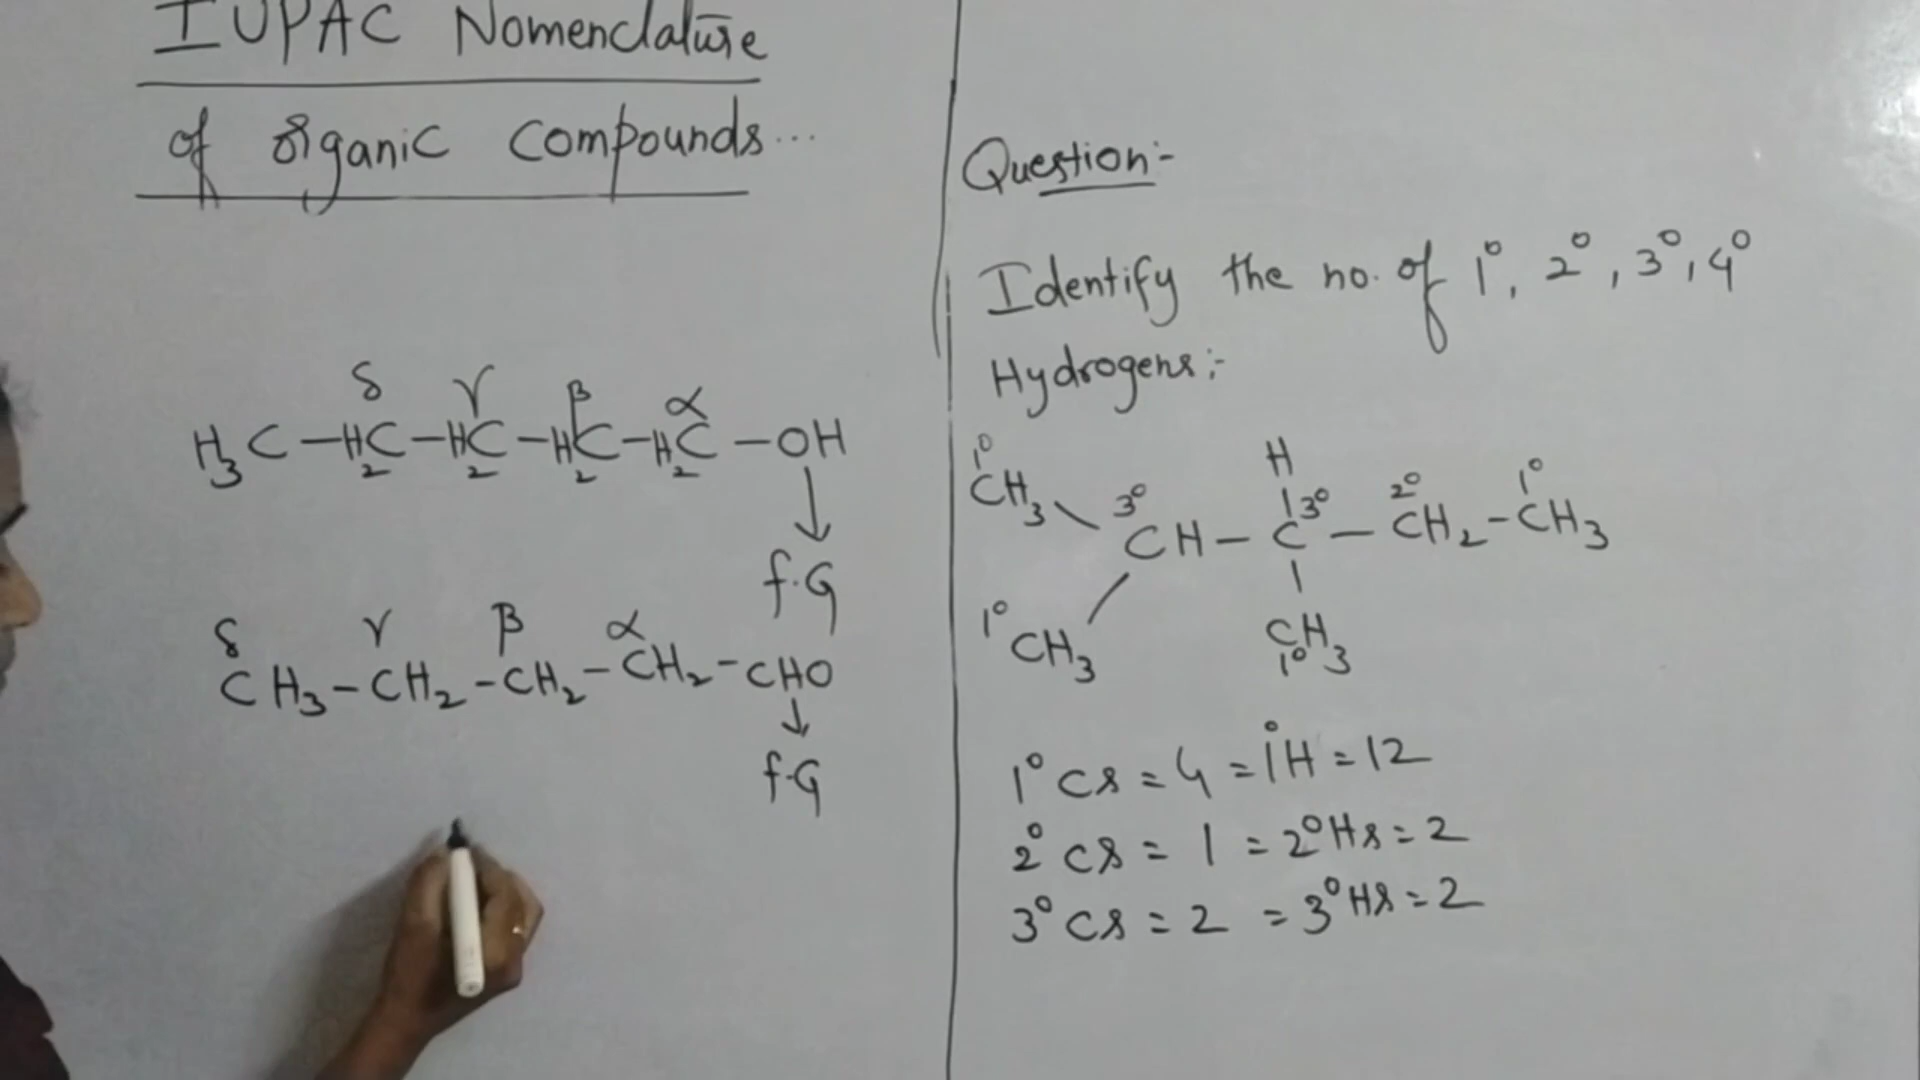 IUPAC Nomenclature
of organic compounds...
δ γ β α
H₃C-H₂C-H₂C-H₂C-H₂C-OH
↓
f.G
δ γ β α
CH₃-CH₂-CH₂-CH₂-CHO
↓
f-G
Question:-
Identify the no. of 1°, 2°, 3°, 4°
Hydrogens:-
H
1° 3° 3° 2° 1°
CH₃ CH-C-CH₂-CH₃
1° CH₃ CH₃
1°
1° Cs = 4 = 1°H = 12
2° Cs = 1 = 2°Hs = 2
3° Cs = 2 = 3°Hs = 2